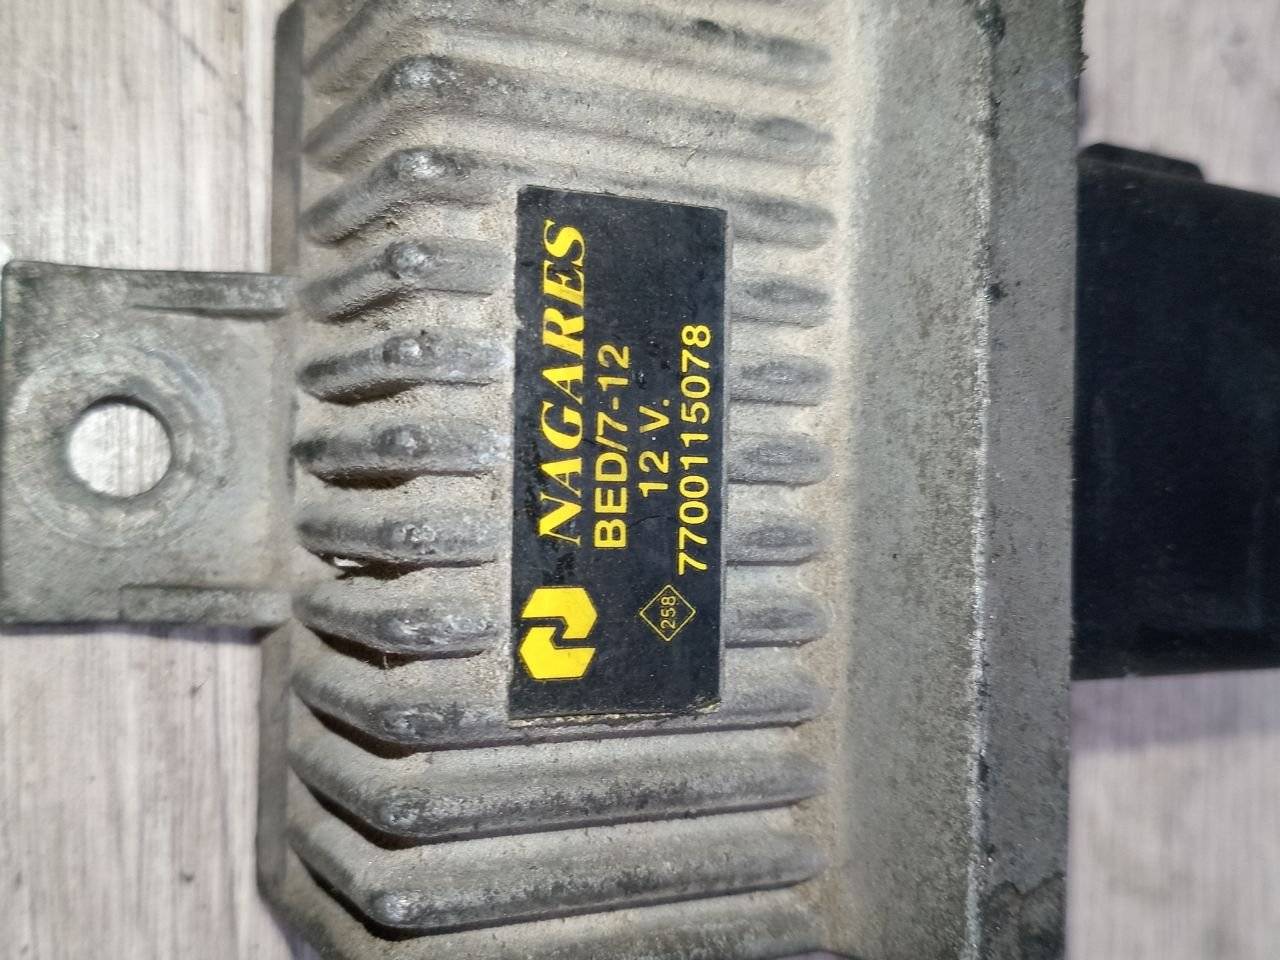 NAGARES
BED/7-12
12 V.
258
7700115078